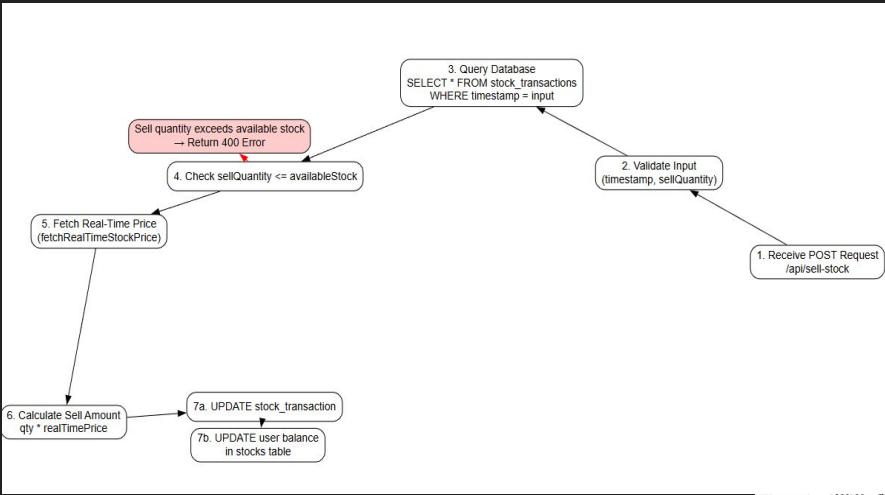 3. Query Database
SELECT * FROM stock_transactions
WHERE timestamp = input
Sell quantity exceeds available stock
→ Return 400 Error
4. Check sellQuantity <= availableStock
2. Validate Input
(timestamp, sellQuantity)
5. Fetch Real-Time Price
(fetchRealTimeStockPrice)
1. Receive POST Request
/api/sell-stock
6. Calculate Sell Amount
qty * realTimePrice
7a. UPDATE stock_transaction
7b. UPDATE user balance
in stocks table